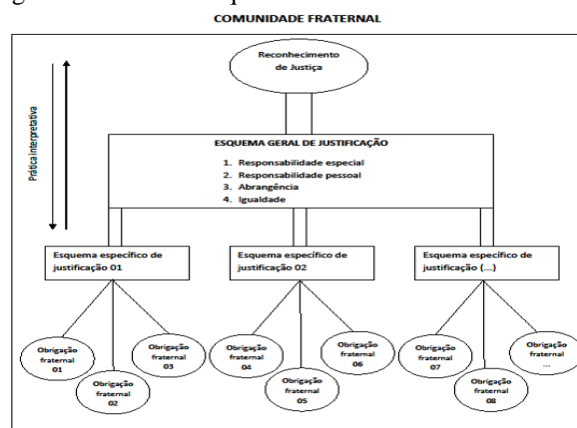 COMUNIDADE FRATERNAL
Reconhecimento
de Justiça
Prática interpretativa
ESQUEMA GERAL DE JUSTIFICAÇÃO
1. Responsabilidade especial
2. Responsabilidade pessoal
3. Abrangência
4. Igualdade
Esquema específico de
justificação 01
Esquema específico de
justificação 02
Esquema específico de
justificação (...)
Obrigação
fraternal
01
Obrigação
fraternal
02
Obrigação
fraternal
03
Obrigação
fraternal
04
Obrigação
fraternal
05
Obrigação
fraternal
06
Obrigação
fraternal
07
Obrigação
fraternal
08
Obrigação
fraternal
...